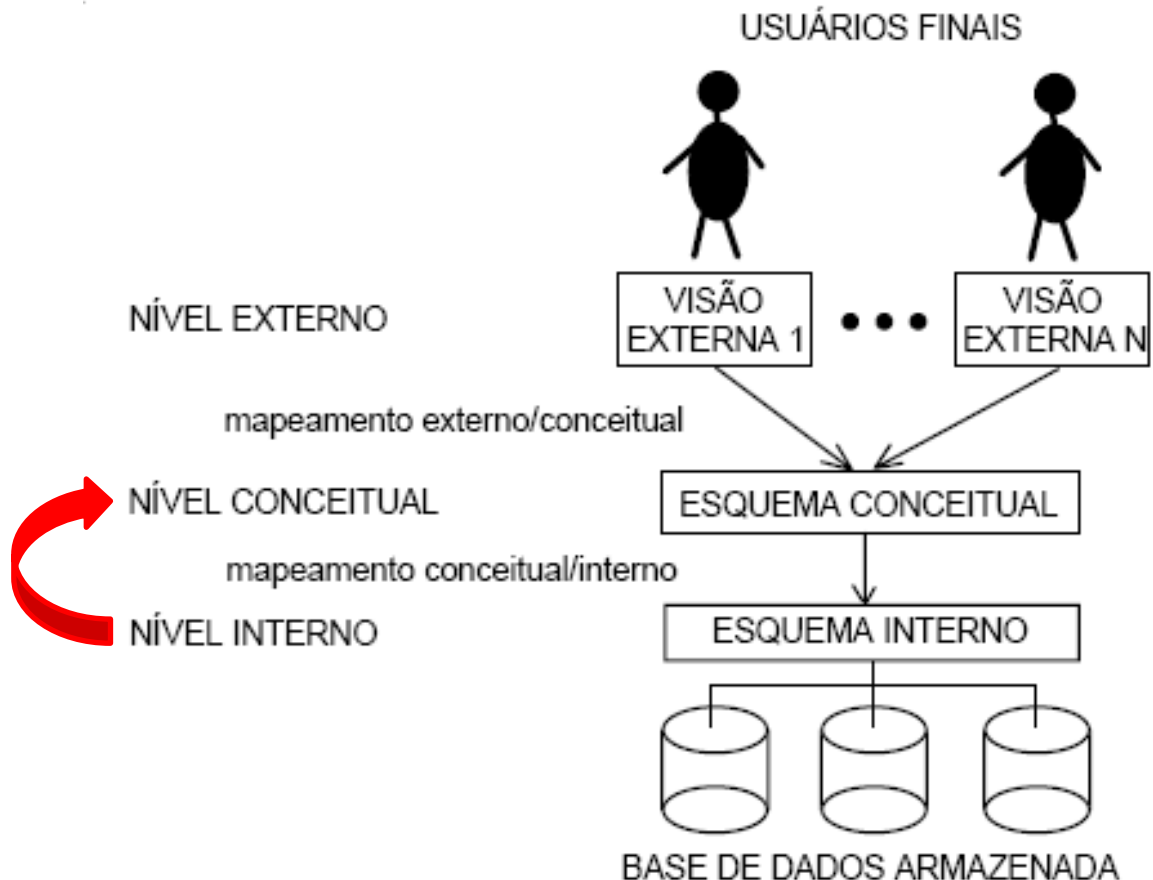 USUÁRIOS FINAIS
NÍVEL EXTERNO
VISÃO
EXTERNA 1
VISÃO
EXTERNA N
mapeamento externo/conceitual
NÍVEL CONCEITUAL
ESQUEMA CONCEITUAL
mapeamento conceitual/interno
NÍVEL INTERNO
ESQUEMA INTERNO
BASE DE DADOS ARMAZENADA